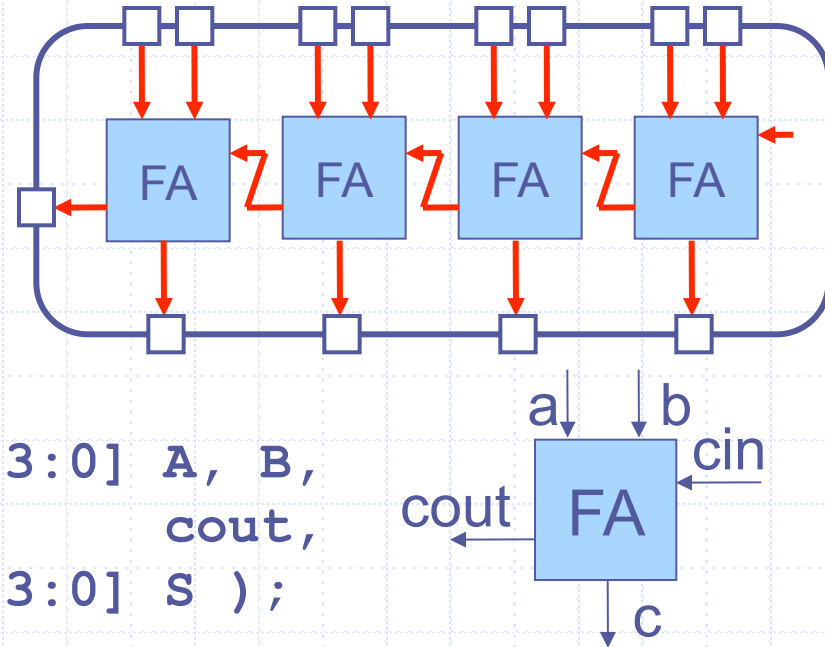 FA FA FA FA
a b
cin
3:0] A, B,
FA
cout
cout,
3:0] S );
c